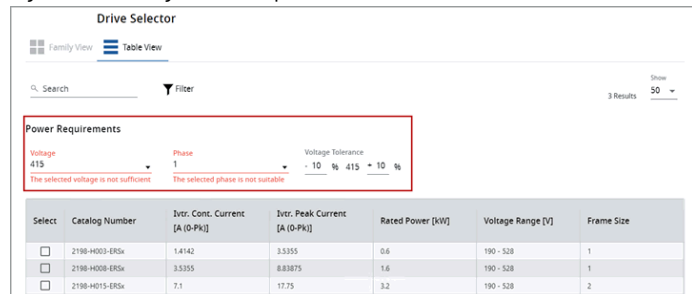 Drive Selector
Family View Table View
Search Filter
Show
3 Results 50
Power Requirements
Voltage Phase Voltage Tolerance
415 1 - 10 % 415 + 10 %
The selected voltage is not sufficient The selected phase is not suitable
Select Catalog Number Ivtr. Cont. Current [A (0-Pk)] Ivtr. Peak Current [A (0-Pk)] Rated Power [kW] Voltage Range [V] Frame Size
2198-H003-ERSx 1.4142 3.5355 0.6 190 - 528 1
2198-H008-ERSx 3.5355 8.83875 1.6 190 - 528 1
2198-H015-ERSx 7.1 17.75 3.2 190 - 528 2